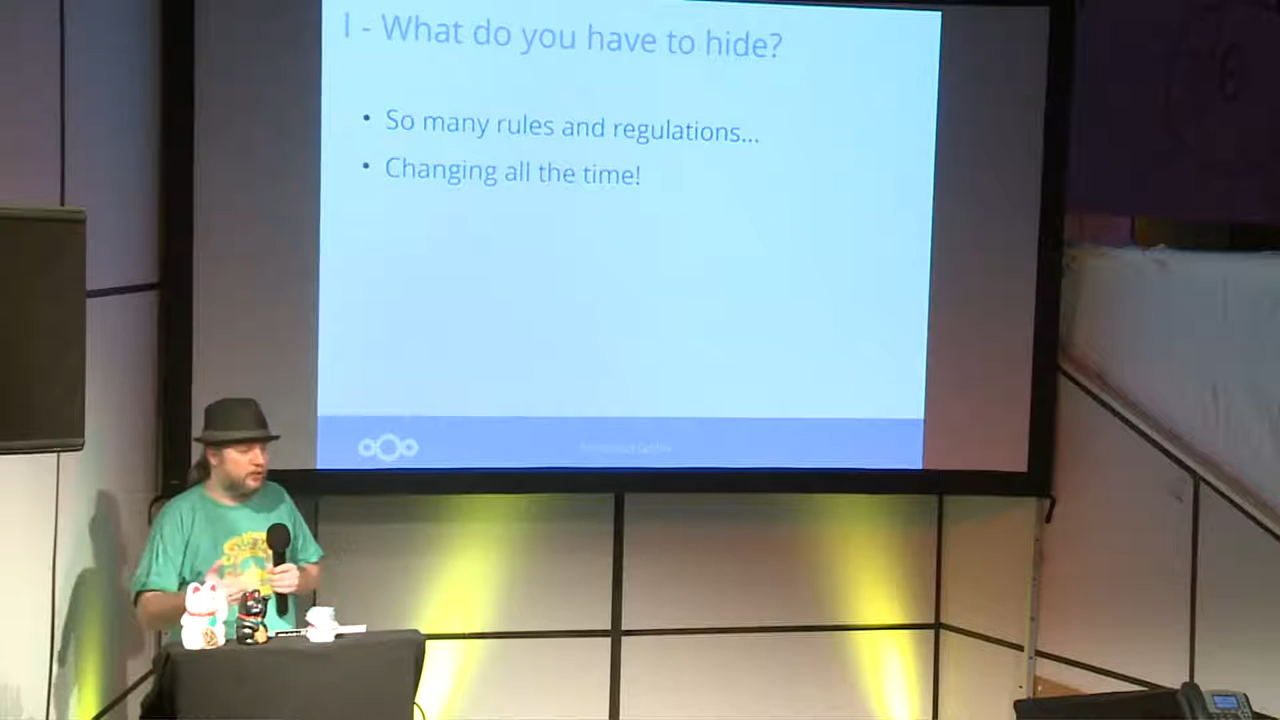 I - What do you have to hide?
• So many rules and regulations...
• Changing all the time!